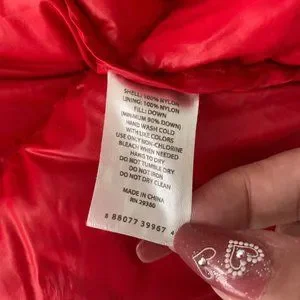 SHELL: 100% NYLON
LINING: 100% NYLON
FILL: DOWN
(MINIMUM 90% DOWN)
HAND WASH COLD
WITH LIKE COLORS
USE ONLY NON-CHLORINE
BLEACH WHEN NEEDED
HANG TO DRY
DO NOT TUMBLE DRY
DO NOT IRON
DO NOT DRY CLEAN
MADE IN CHINA
RN 29360
8 88077 39967 4